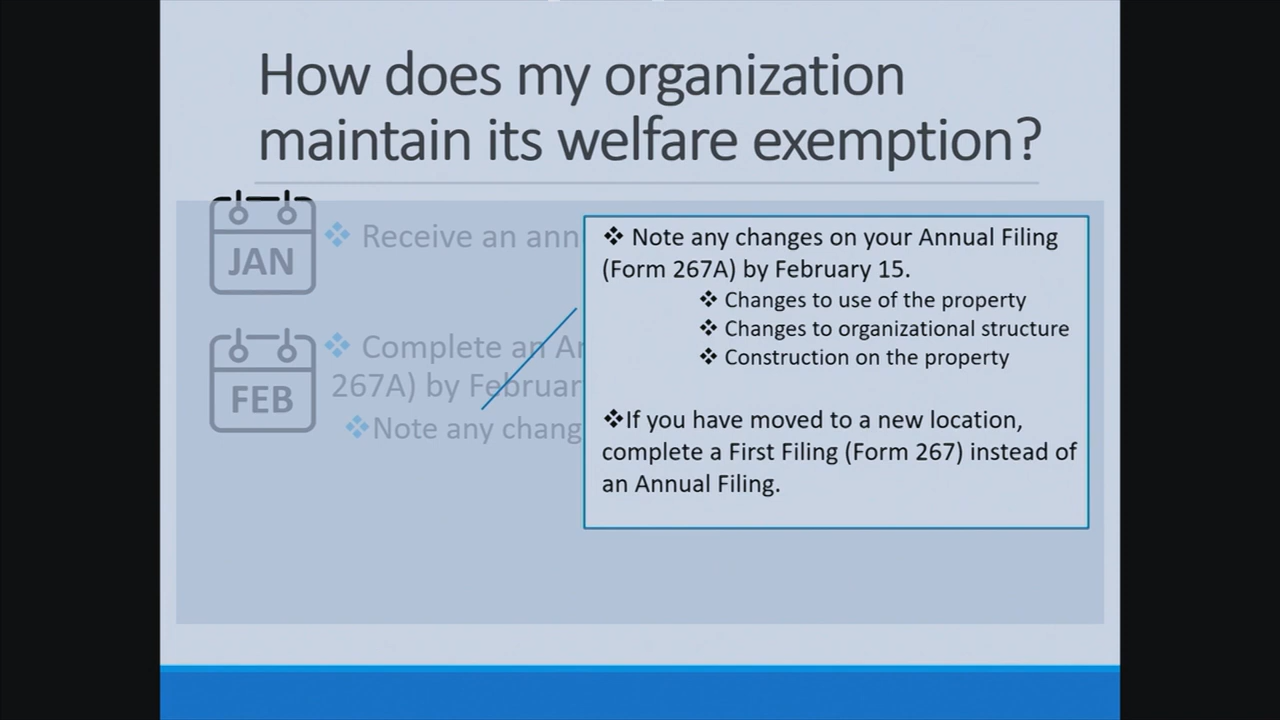 How does my organization
maintain its welfare exemption?
JAN
❖ Receive an ann
FEB
❖ Complete an
267A) by Februar
❖Note any chang
❖ Note any changes on your Annual Filing
(Form 267A) by February 15.
❖ Changes to use of the property
❖ Changes to organizational structure
❖ Construction on the property
❖If you have moved to a new location,
complete a First Filing (Form 267) instead of
an Annual Filing.